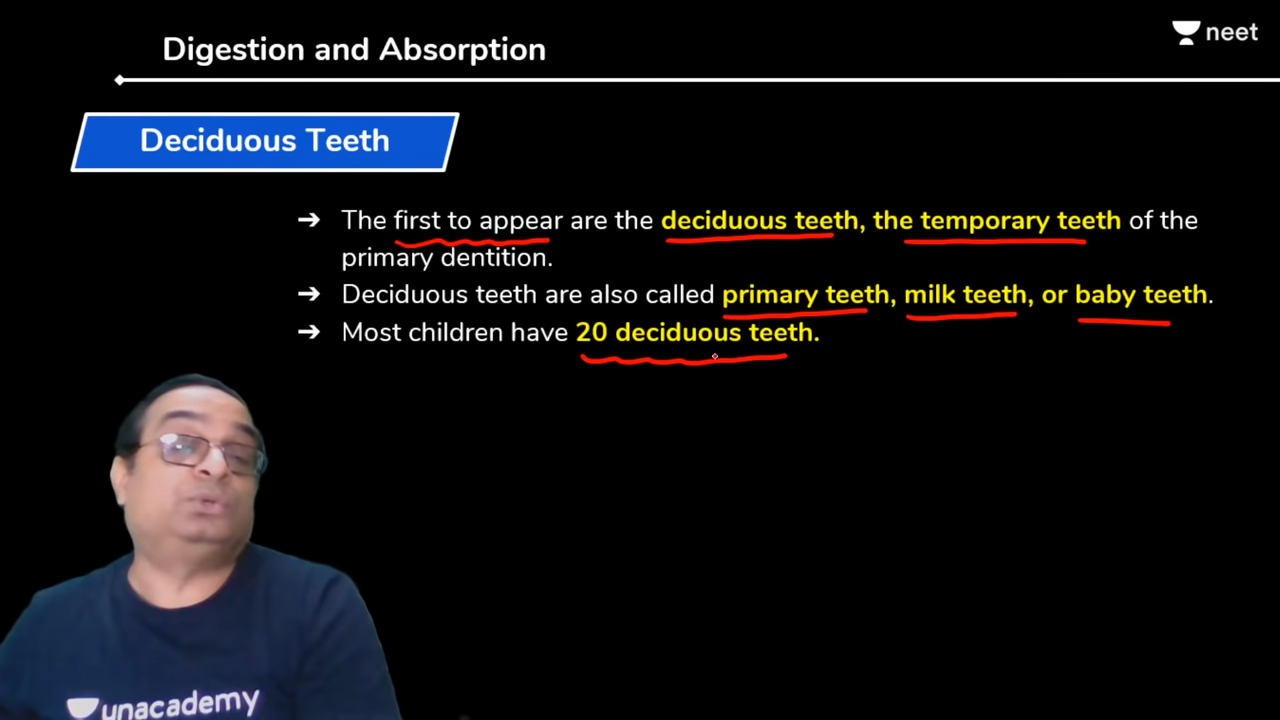 Digestion and Absorption
neet
Deciduous Teeth
➔ The first to appear are the deciduous teeth, the temporary teeth of the
primary dentition.
➔ Deciduous teeth are also called primary teeth, milk teeth, or baby teeth.
➔ Most children have 20 deciduous teeth.
unacademy